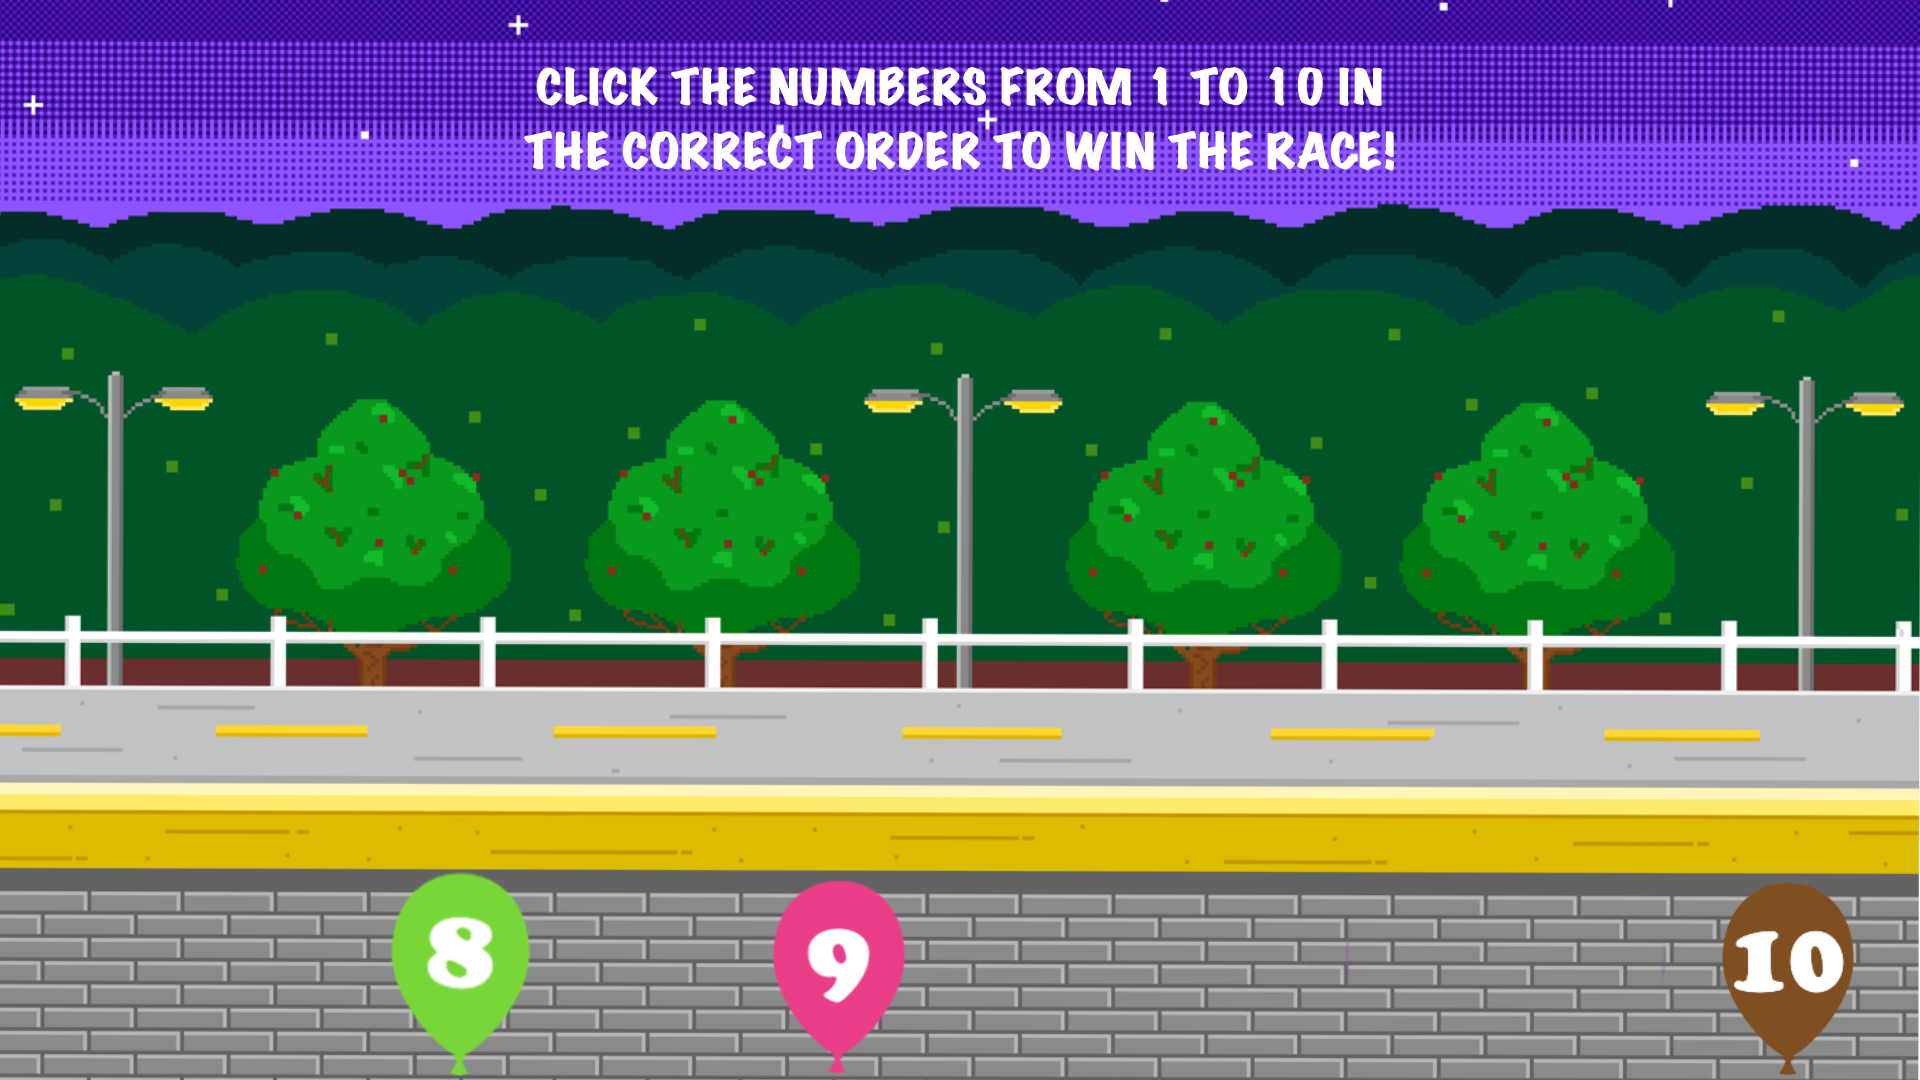 CLICK THE NUMBERS FROM 1 TO 10 IN
THE CORRECT ORDER TO WIN THE RACE!
8 9 10